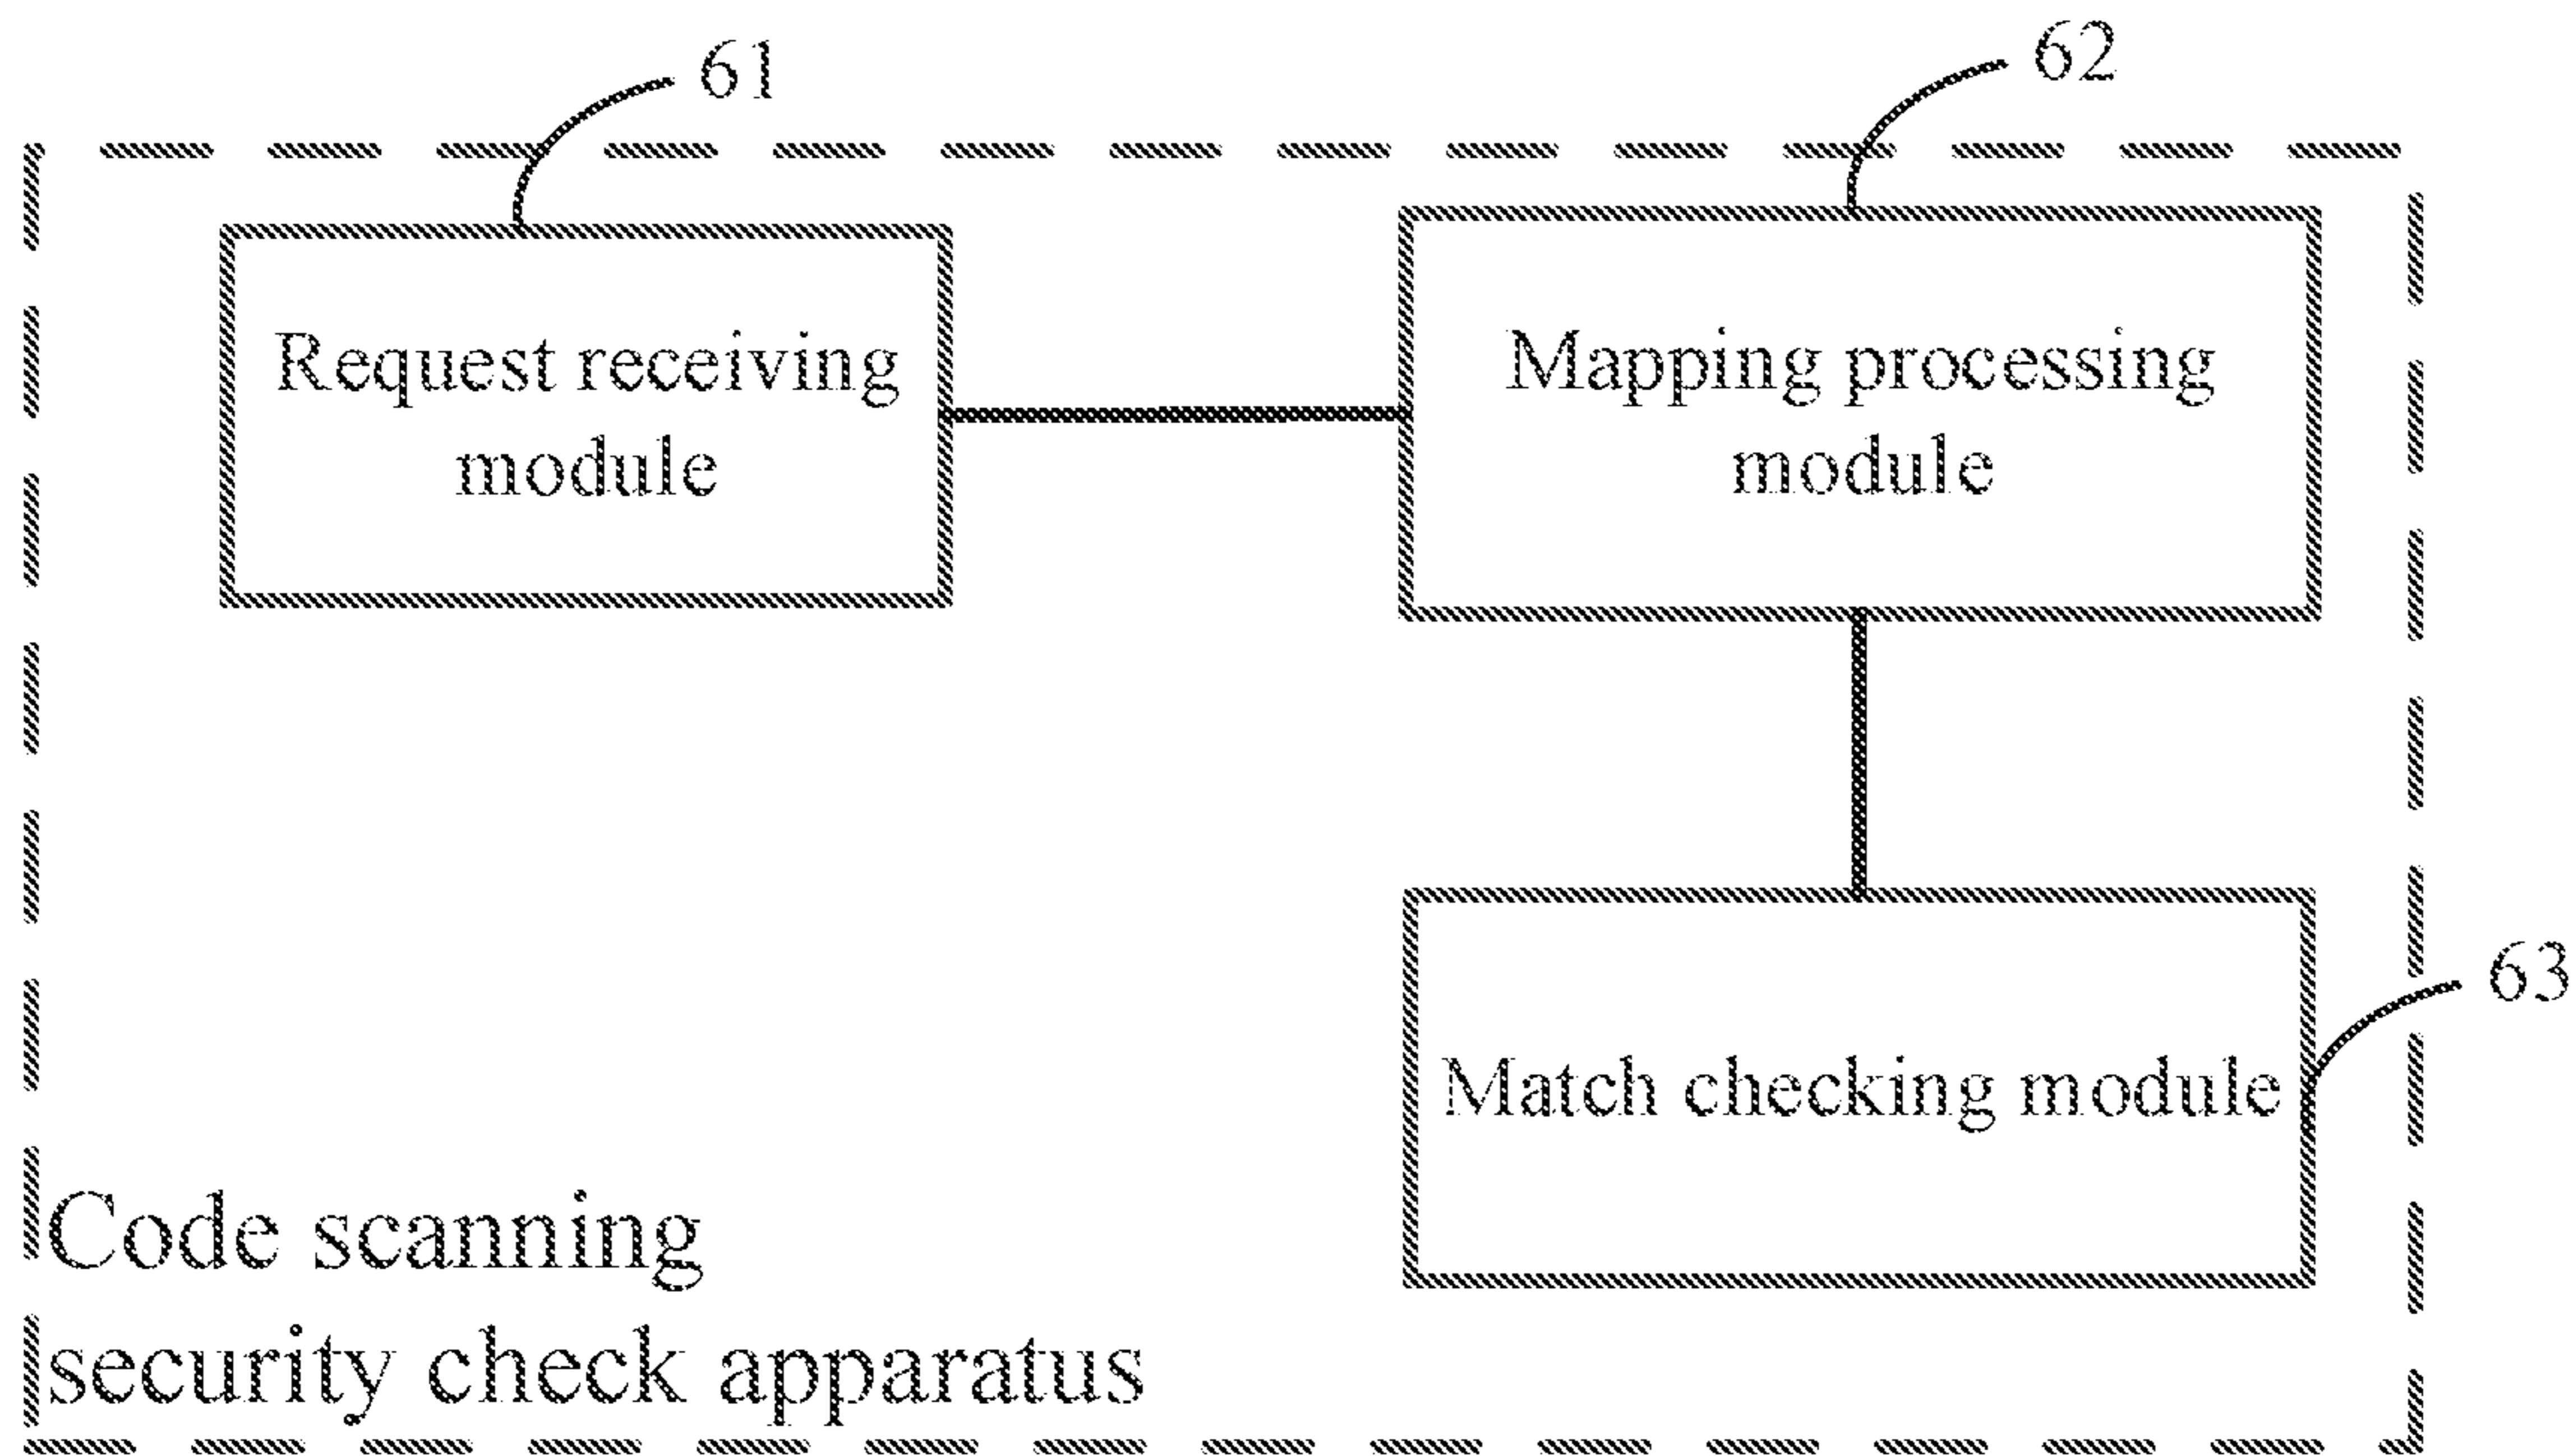 61
62
Request receiving
module
Mapping processing
module
63
Match checking module
Code scanning
security check apparatus